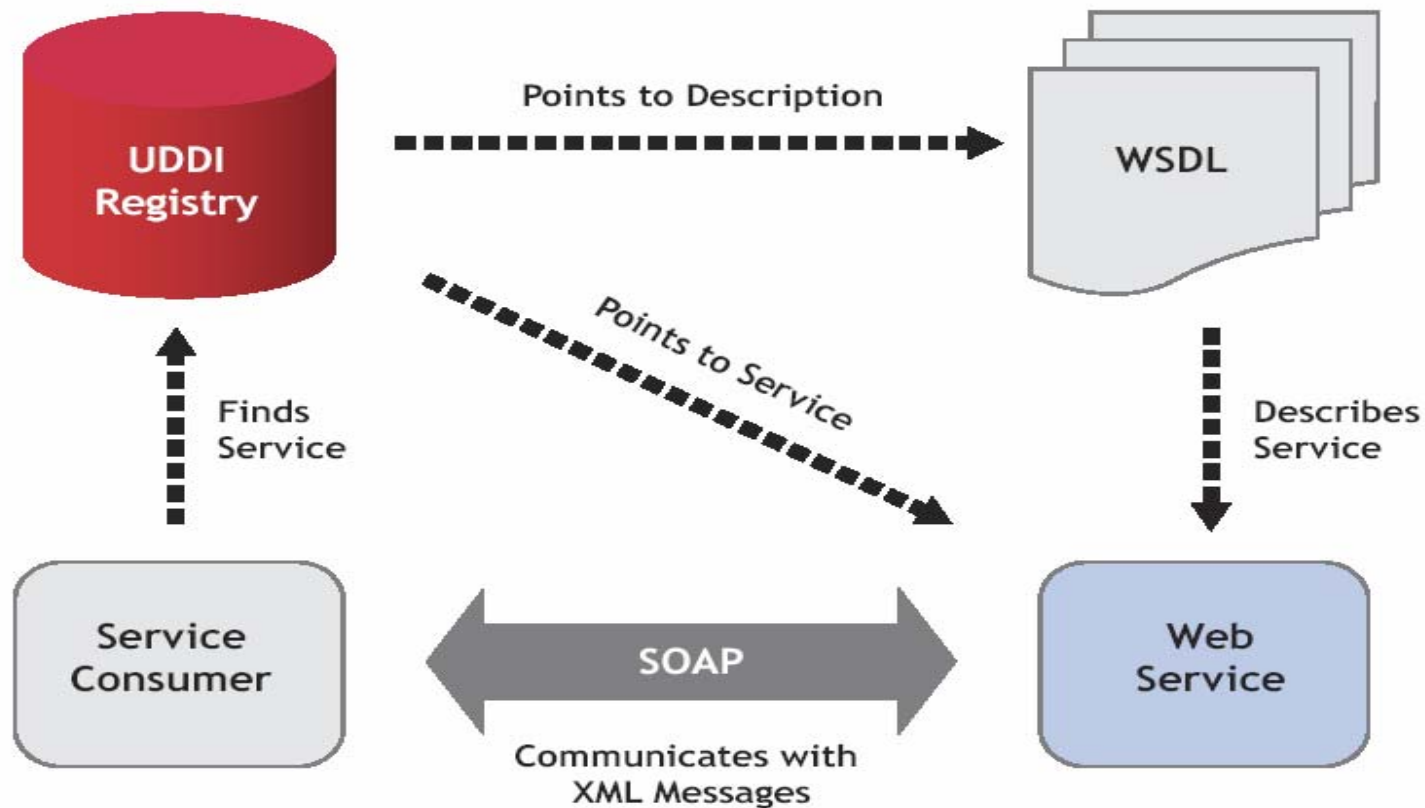 Points to Description
UDDI
Registry
WSDL
Points to Service
Finds
Service
Describes
Service
Service
Consumer
SOAP
Web
Service
Communicates with
XML Messages